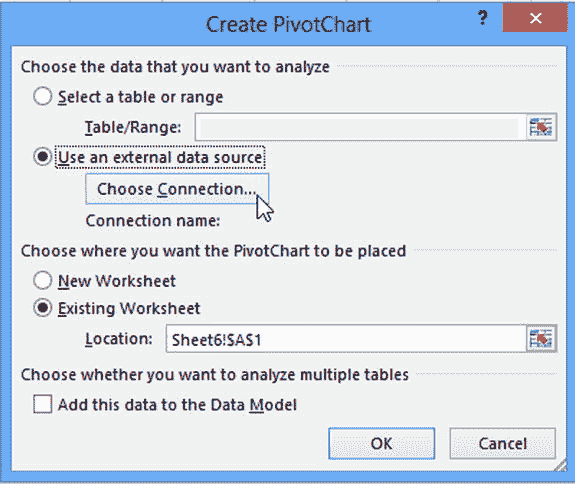 Create PivotChart
?
Choose the data that you want to analyze
Select a table or range
Table/Range:
Use an external data source
Choose Connection...
Connection name:
Choose where you want the PivotChart to be placed
New Worksheet
Existing Worksheet
Location: Sheet6!$A$1
Choose whether you want to analyze multiple tables
Add this data to the Data Model
OK Cancel